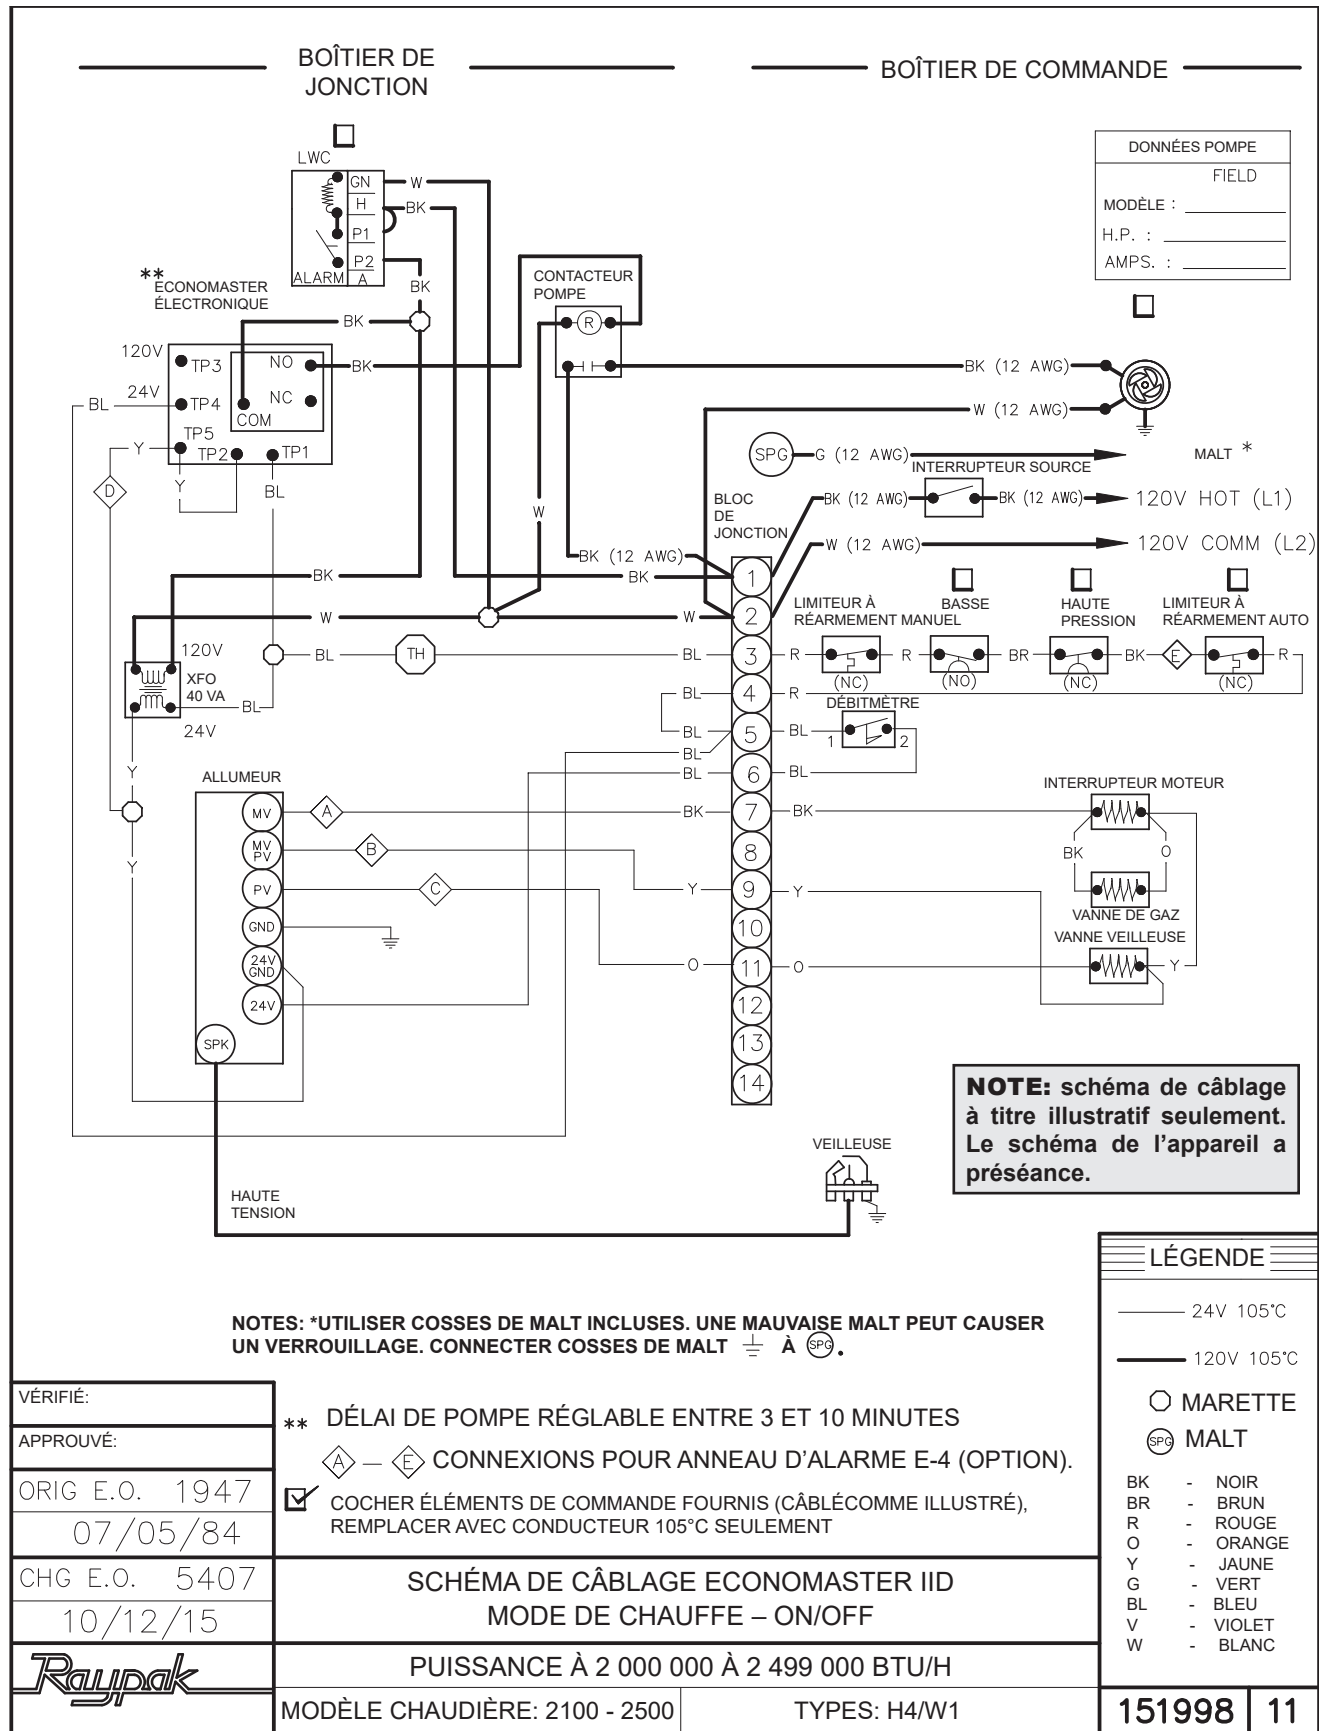 BOÎTIER DE
JONCTION
BOÎTIER DE COMMANDE
LWC
GN
W
H
BK
P1
P2
ALARM
A
BK
DONNÉES POMPE
FIELD
MODÈLE :
H.P. :
AMPS. :
**
ECONOMASTER
ÉLECTRONIQUE
CONTACTEUR
POMPE
BK
R
120V
TP3
NO
BK
BK (12 AWG)
24V
BL
TP4
NC
COM
W (12 AWG)
TP5
Y
TP2
TP1
SPG
G (12 AWG)
MALT *
INTERRUPTEUR SOURCE
D
Y
BL
BLOC
DE
JONCTION
BK (12 AWG)
BK (12 AWG)
120V HOT (L1)
W
W (12 AWG)
120V COMM (L2)
BK (12 AWG)
BK
BK
1
W
W
2
LIMITEUR À
RÉARMEMENT MANUEL
BASSE
HAUTE
PRESSION
LIMITEUR À
RÉARMEMENT AUTO
120V
BL
TH
BL
3
R
R
BR
BK
E
R
(NC)
(NO)
(NC)
(NC)
XFO
40 VA
BL
BL
4
R
24V
DÉBITMÈTRE
BL
5
BL
1
2
BL
BL
6
BL
Y
ALLUMEUR
INTERRUPTEUR MOTEUR
MV
A
BK
7
BK
MV
PV
B
8
BK
O
Y
PV
C
Y
9
Y
VANNE DE GAZ
GND
10
VANNE VEILLEUSE
24V
GND
O
11
O
Y
24V
12
SPK
13
14
NOTE: schéma de câblage
à titre illustratif seulement.
Le schéma de l'appareil a
préséance.
VEILLEUSE
HAUTE
TENSION
LÉGENDE
24V 105°C
120V 105°C
MARETTE
SPG MALT
BK - NOIR
BR - BRUN
R - ROUGE
O - ORANGE
Y - JAUNE
G - VERT
BL - BLEU
V - VIOLET
W - BLANC
NOTES: *UTILISER COSSES DE MALT INCLUSES. UNE MAUVAISE MALT PEUT CAUSER
UN VERROUILLAGE. CONNECTER COSSES DE MALT À SPG.
VÉRIFIÉ:
APPROUVÉ:
ORIG E.O. 1947
07/05/84
CHG E.O. 5407
10/12/15
Raypak
** DÉLAI DE POMPE RÉGLABLE ENTRE 3 ET 10 MINUTES
A – E CONNEXIONS POUR ANNEAU D'ALARME E-4 (OPTION).
COCHER ÉLÉMENTS DE COMMANDE FOURNIS (CÂBLÉCOMME ILLUSTRÉ),
REMPLACER AVEC CONDUCTEUR 105°C SEULEMENT
SCHÉMA DE CÂBLAGE ECONOMASTER IID
MODE DE CHAUFFE – ON/OFF
PUISSANCE À 2 000 000 À 2 499 000 BTU/H
MODÈLE CHAUDIÈRE: 2100 - 2500
TYPES: H4/W1
151998
11